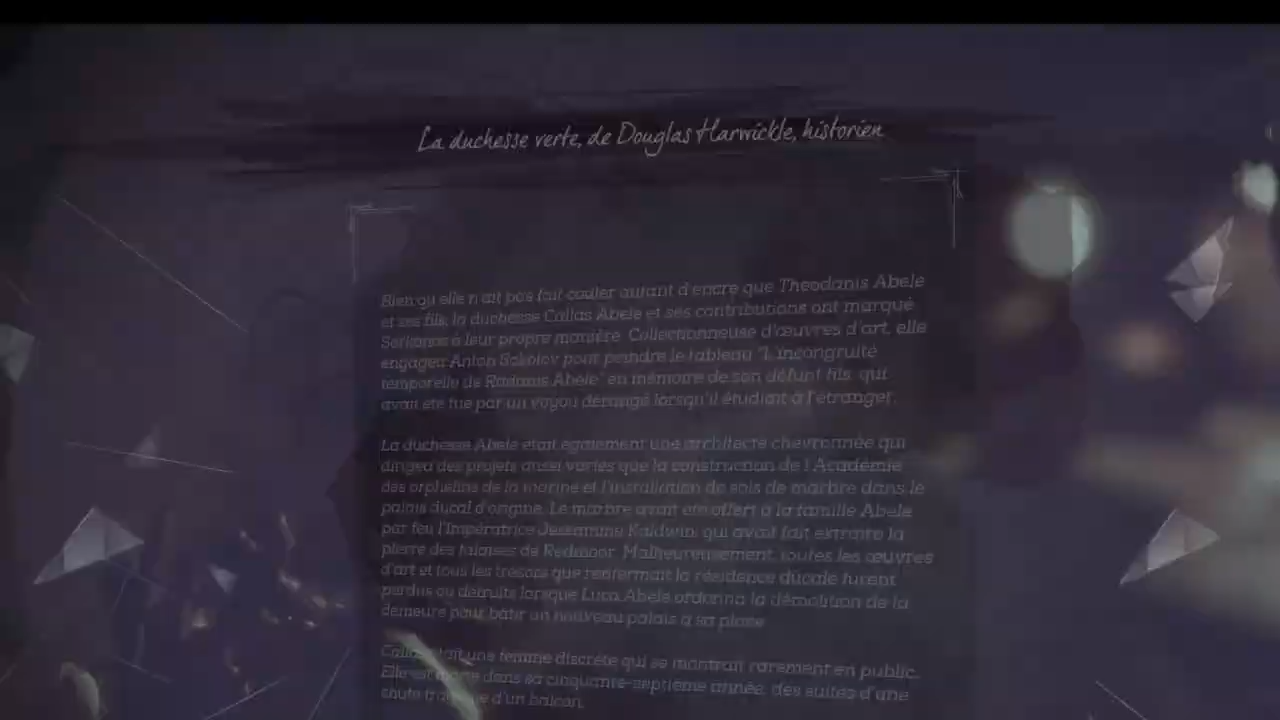 La duchesse verte, de Douglas Harwickle, historien
Bien qu'elle n'ait pas fait couler autant d'encre que Theodanis Abele
et ses fils, la duchesse Callas Abele et ses contributions ont marqué
Serkonos à leur propre manière. Collectionneuse d'œuvres d'art, elle
engagea Anton Sokolov pour peindre le tableau "L'incongruité
temporelle de Radanis Abele" en mémoire de son défunt fils, qui
avait été tué par un voyou dérangé lorsqu'il étudiait à l'étranger.
La duchesse Abele était également une architecte chevronnée qui
dirigea des projets aussi variés que la construction de l'Académie
des orphelins de la marine et l'installation de sols de marbre dans le
palais ducal d'origine. Le marbre avait été offert à la famille Abele
par feu l'Impératrice Jessamine Kaldwin, qui avait fait extraire la
pierre des falaises de Redmoor. Malheureusement, toutes les œuvres
d'art et tous les trésors que renfermait la résidence ducale furent
perdus ou détruits lorsque Luca Abele ordonna la démolition de la
demeure pour bâtir un nouveau palais à sa place.
Callas était une femme discrète qui se montrait rarement en public.
Elle est morte dans sa cinquante-septième année, des suites d'une
chute d'un balcon.